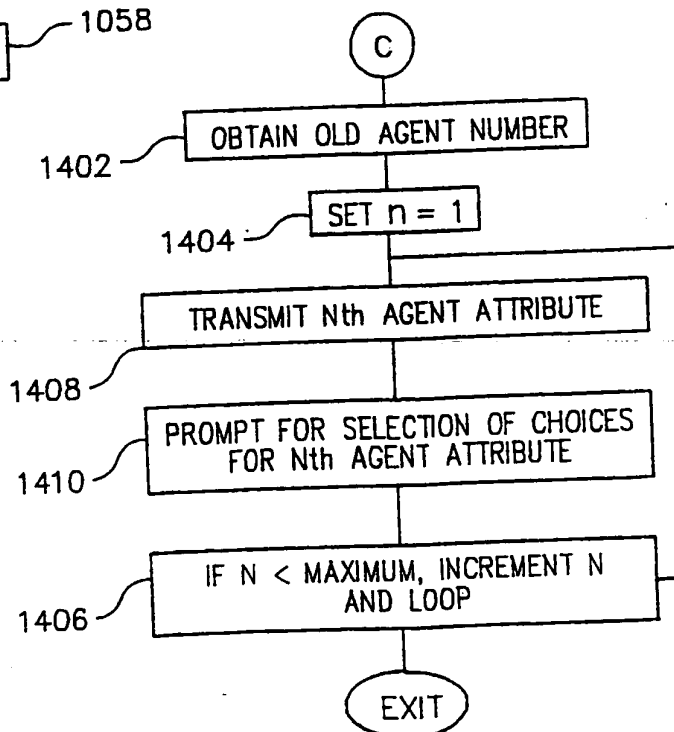 1058
C
OBTAIN OLD AGENT NUMBER
1402
SET n = 1
1404
TRANSMIT Nth AGENT ATTRIBUTE
1408
PROMPT FOR SELECTION OF CHOICES
FOR Nth AGENT ATTRIBUTE
1410
IF N < MAXIMUM, INCREMENT N
AND LOOP
1406
EXIT